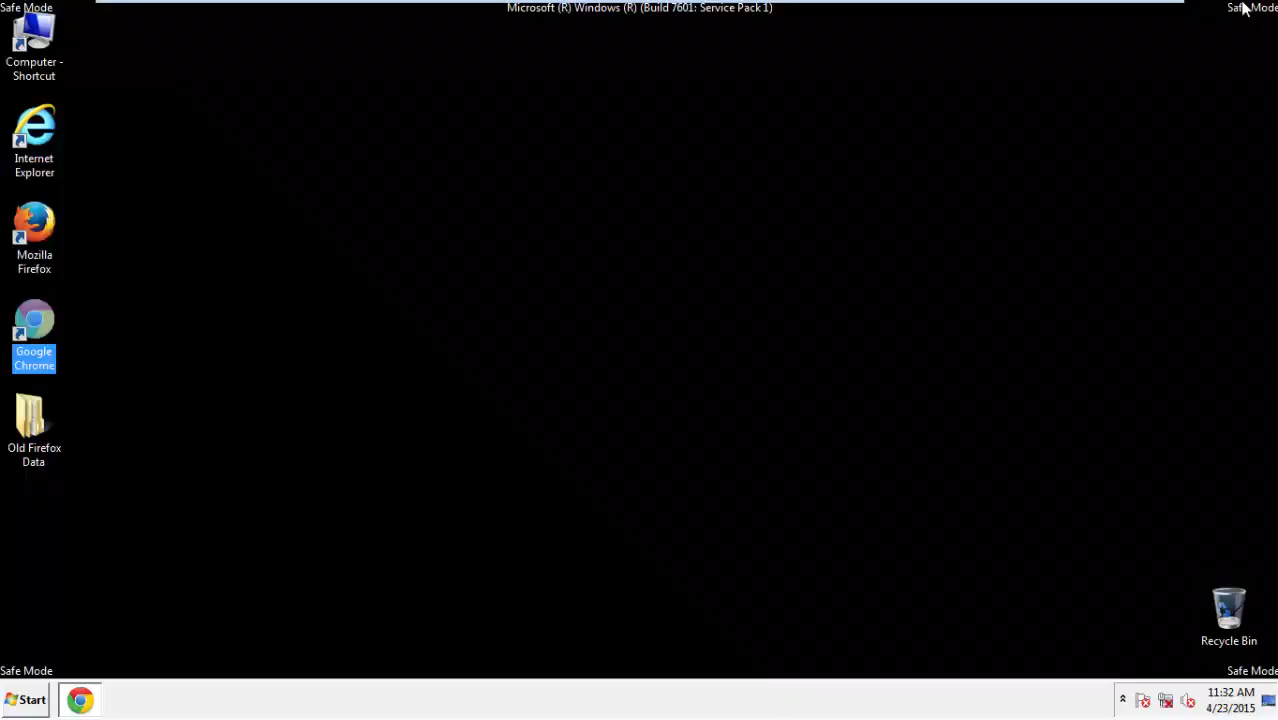 Safe Mode
Microsoft (R) Windows (R) (Build 7601: Service Pack 1)
Safe Mode
Computer -
Shortcut
Internet
Explorer
Mozilla
Firefox
Google
Chrome
Old Firefox
Data
Recycle Bin
Safe Mode
Safe Mode
Start
11:32 AM
4/23/2015